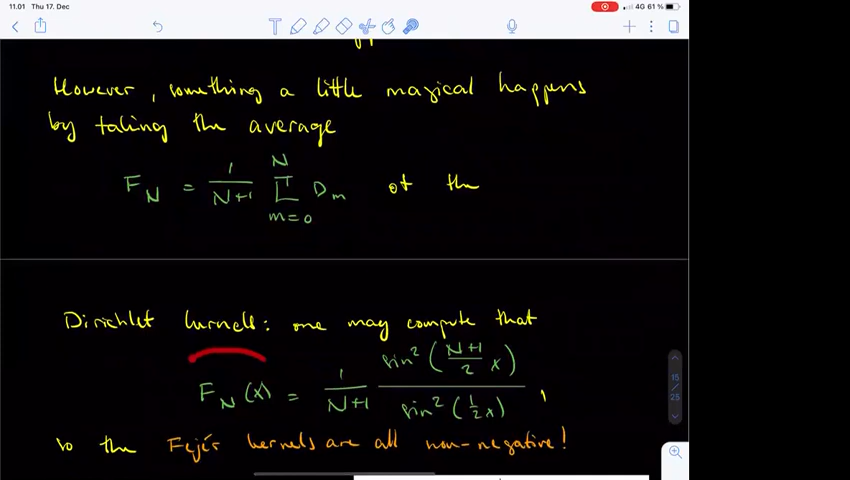 11.01 Thu 17. Dec
4G 61 %
However, something a little magical happens
by taking the average
F_N = 1/(N+1) Σ_{m=0}^{N} D_m of the
Dirichlet kernels: one may compute that
F_N(x) = 1/(N+1) sin²((N+1)/2 x) / sin²(1/2 x),
so the Fejér kernels are all non-negative!
15
25